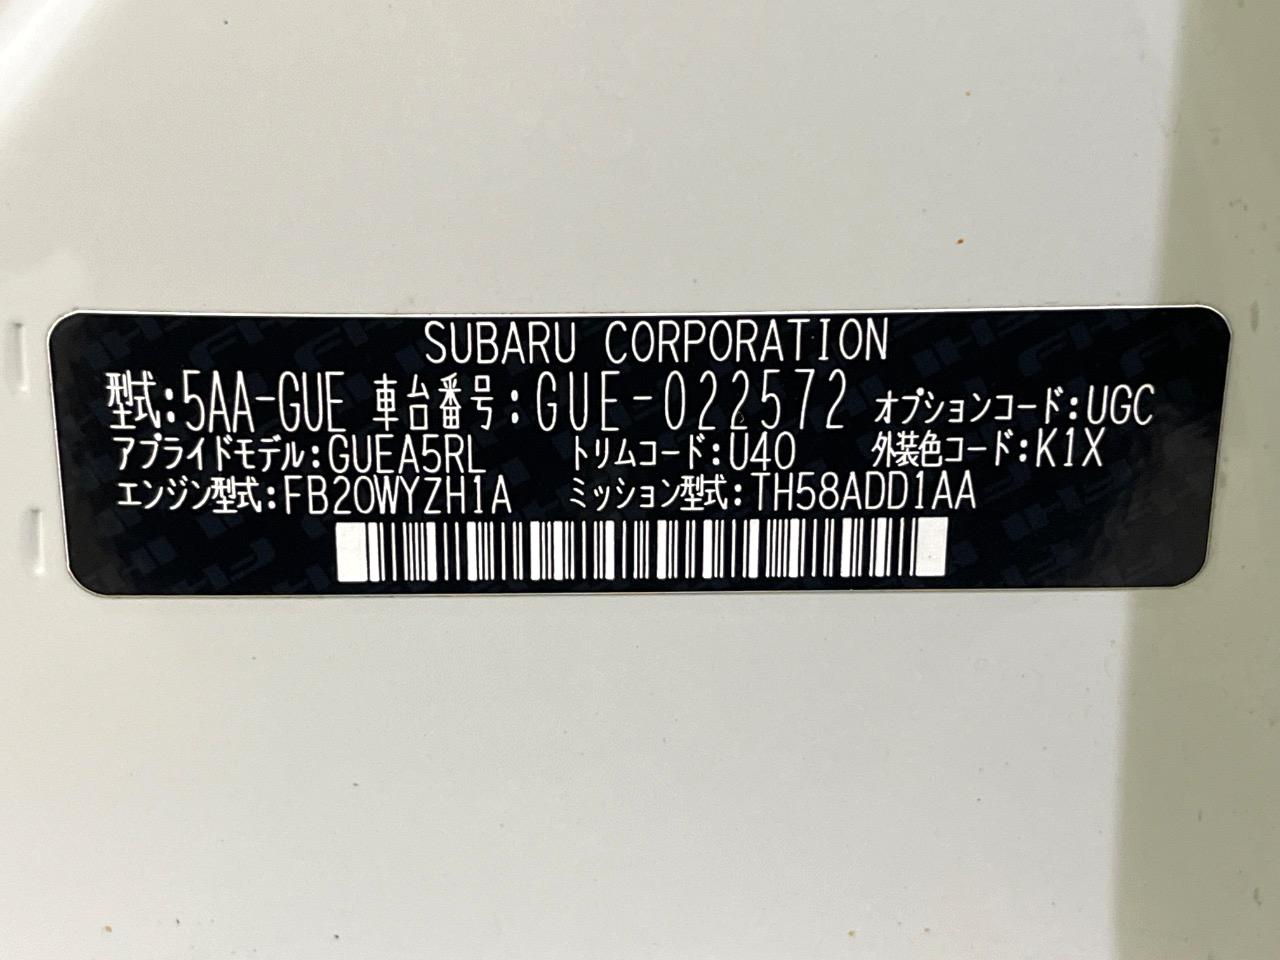 SUBARU CORPORATION
型式:5AA-GUE 車台番号:GUE-022572 オプションコード:UGC
アプライドモデル:GUEA5RL トリムコード:U40 外装色コード:K1X
エンジン型式:FB20WYZH1A ミッション型式:TH58ADD1AA